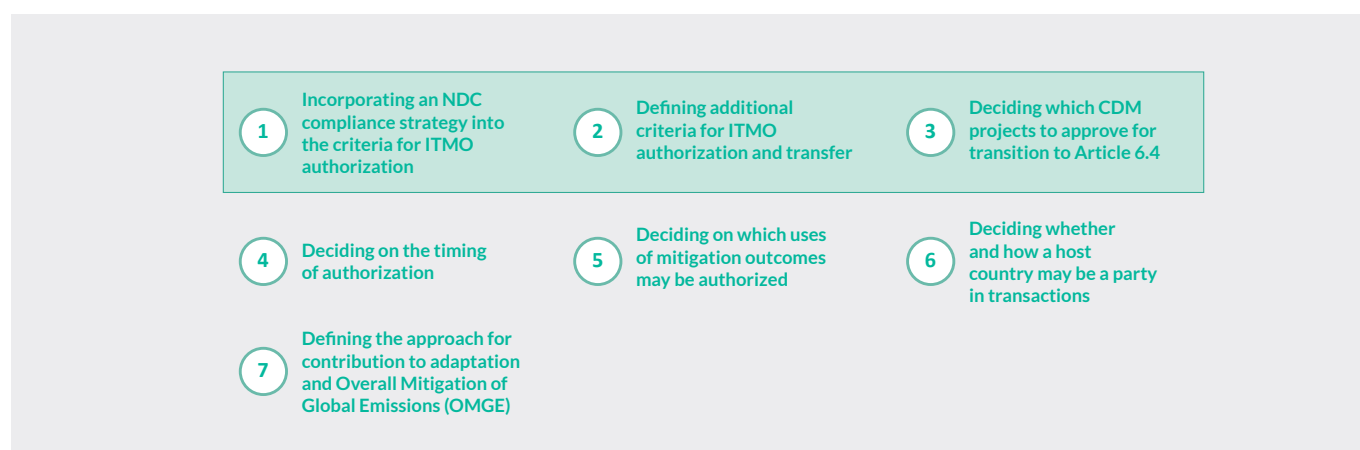 1
Incorporating an NDC
compliance strategy into
the criteria for ITMO
authorization
2
Defining additional
criteria for ITMO
authorization and transfer
3
Deciding which CDM
projects to approve for
transition to Article 6.4
4
Deciding on the timing
of authorization
5
Deciding on which uses
of mitigation outcomes
may be authorized
6
Deciding whether
and how a host
country may be a party
in transactions
7
Defining the approach for
contribution to adaptation
and Overall Mitigation of
Global Emissions (OMGE)